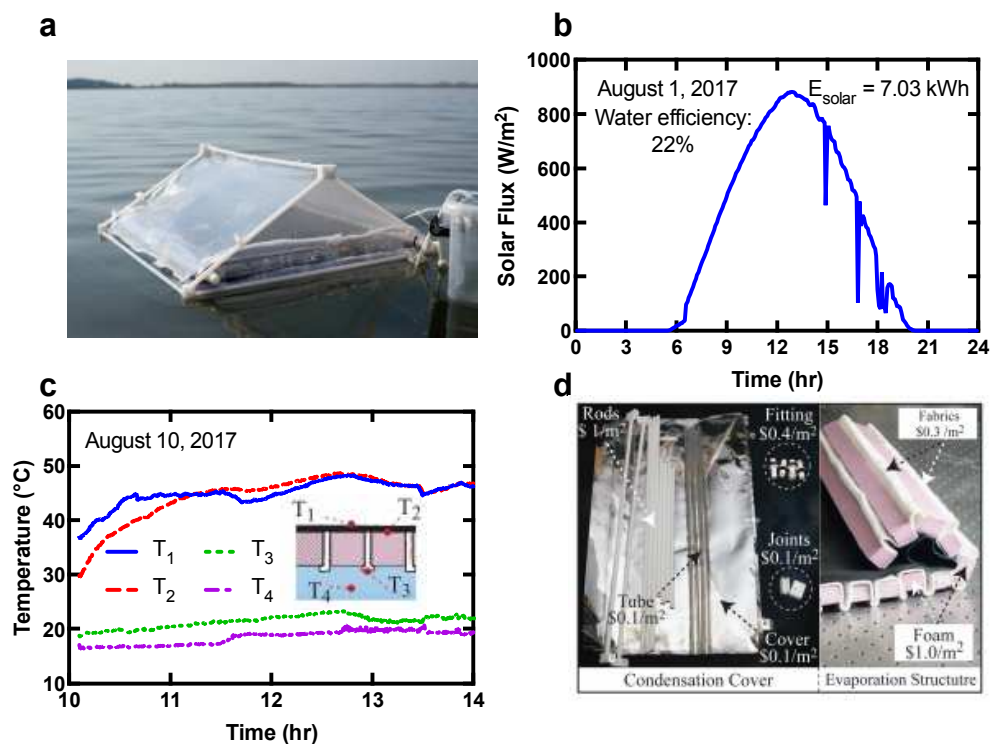 a
b
1000
800
600
400
200
0
Solar Flux (W/m²)
August 1, 2017
Water efficiency:
22%
E_solar = 7.03 kWh
0 3 6 9 12 15 18 21 24
Time (hr)
c
60
50
40
30
20
10
Temperature (°C)
August 10, 2017
T₁
T₂
T₃
T₄
T₁
T₂
T₄
T₃
10 11 12 13 14
Time (hr)
d
Rods
$ 1/m²
Fitting
$0.4/m²
Joints
$0.1/m²
Tube
$0.1/m²
Cover
$0.1/m²
Condensation Cover
Fabrics
$0.3 /m²
Foam
$1.0/m²
Evaporation Structutre